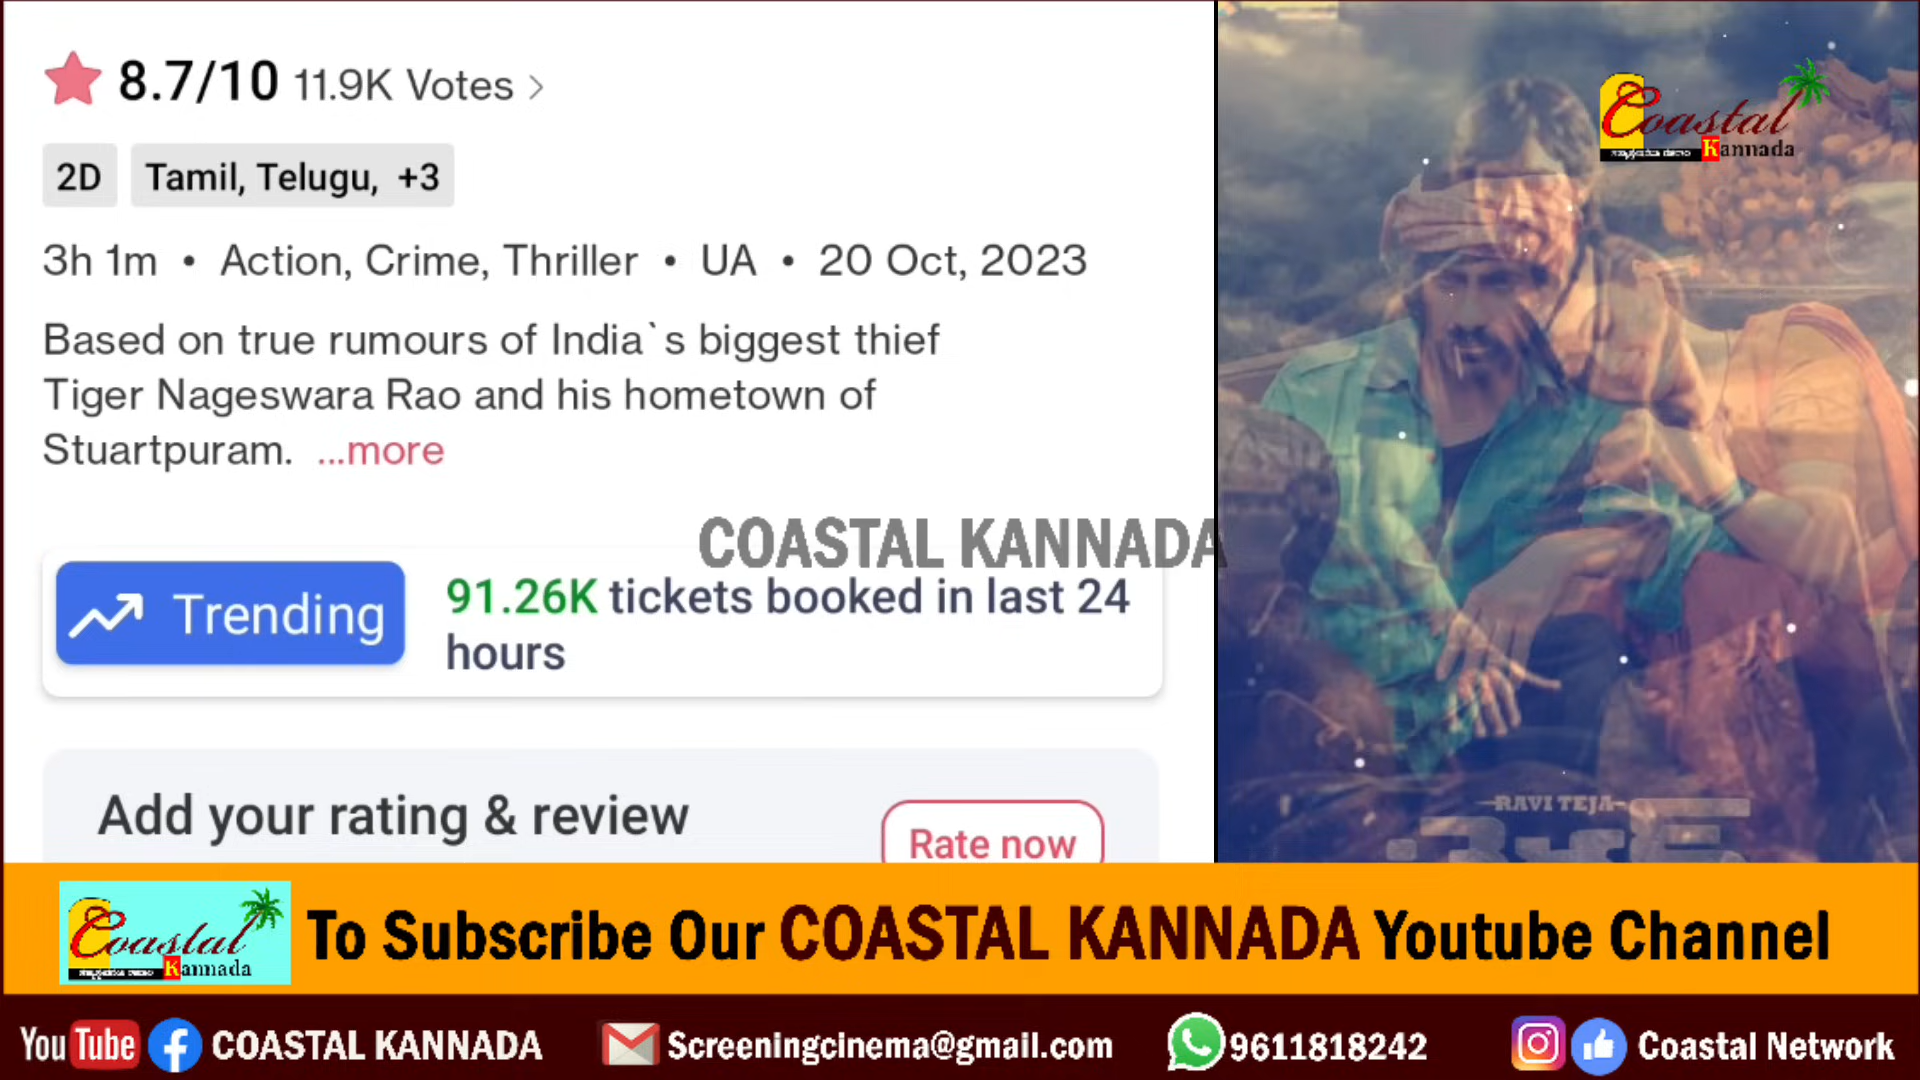 8.7/10 11.9K Votes >
2D Tamil, Telugu, +3
3h 1m • Action, Crime, Thriller • UA • 20 Oct, 2023
Based on true rumours of India`s biggest thief
Tiger Nageswara Rao and his hometown of
Stuartpuram. ...more
COASTAL KANNADA
Trending
91.26K tickets booked in last 24
hours
Add your rating & review
Rate now
Coastal
Kannada
-RAVI TEJA-
Coastal
Kannada
To Subscribe Our COASTAL KANNADA Youtube Channel
YouTube COASTAL KANNADA Screeningcinema@gmail.com 9611818242 Coastal Network